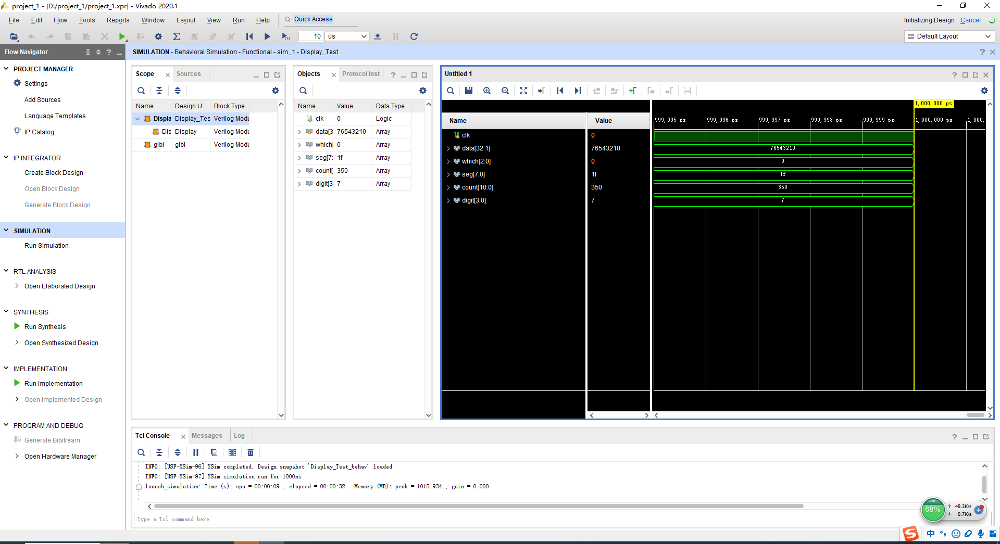 project_1 - [D:/project_1/project_1.xpr] - Vivado 2020.1
File Edit Flow Tools Reports Window Layout View Run Help Quick Access
Initializing Design Cancel
10 us
Default Layout
Flow Navigator
PROJECT MANAGER
Settings
Add Sources
Language Templates
IP Catalog
IP INTEGRATOR
Create Block Design
Open Block Design
Generate Block Design
SIMULATION
Run Simulation
RTL ANALYSIS
Open Elaborated Design
SYNTHESIS
Run Synthesis
Open Synthesized Design
IMPLEMENTATION
Run Implementation
Open Implemented Design
PROGRAM AND DEBUG
Generate Bitstream
Open Hardware Manager
SIMULATION - Behavioral Simulation - Functional - sim_1 - Display_Test
Scope Sources
Name Design U... Block Type
Displa Display_Tes Verilog Modu
Dis Display Verilog Modu
glbl glbl Verilog Modu
Objects Protocol Inst
Name Value Data Type
clk 0 Logic
data[3 76543210 Array
which[ 0 Array
seg[7: 1f Array
count[ 350 Array
digit[3 7 Array
Untitled 1
1,000,000 ps
Name Value
999,995 ps 999,996 ps 999,997 ps 999,998 ps 999,999 ps 1,000,000 ps 1,000,
clk 0
data[32:1] 76543210 76543210
which[2:0] 0 0
seg[7:0] 1f 1f
count[10:0] 350 350
digit[3:0] 7 7
Tcl Console Messages Log
INFO: [USF-XSim-96] XSim completed. Design snapshot 'Display_Test_behav' loaded.
INFO: [USF-XSim-97] XSim simulation ran for 1000ns
launch_simulation: Time (s): cpu = 00:00:09 ; elapsed = 00:00:32 . Memory (MB): peak = 1015.934 ; gain = 0.000
Type a Tcl command here
68%
48.3K/s
0.7K/s
S 中